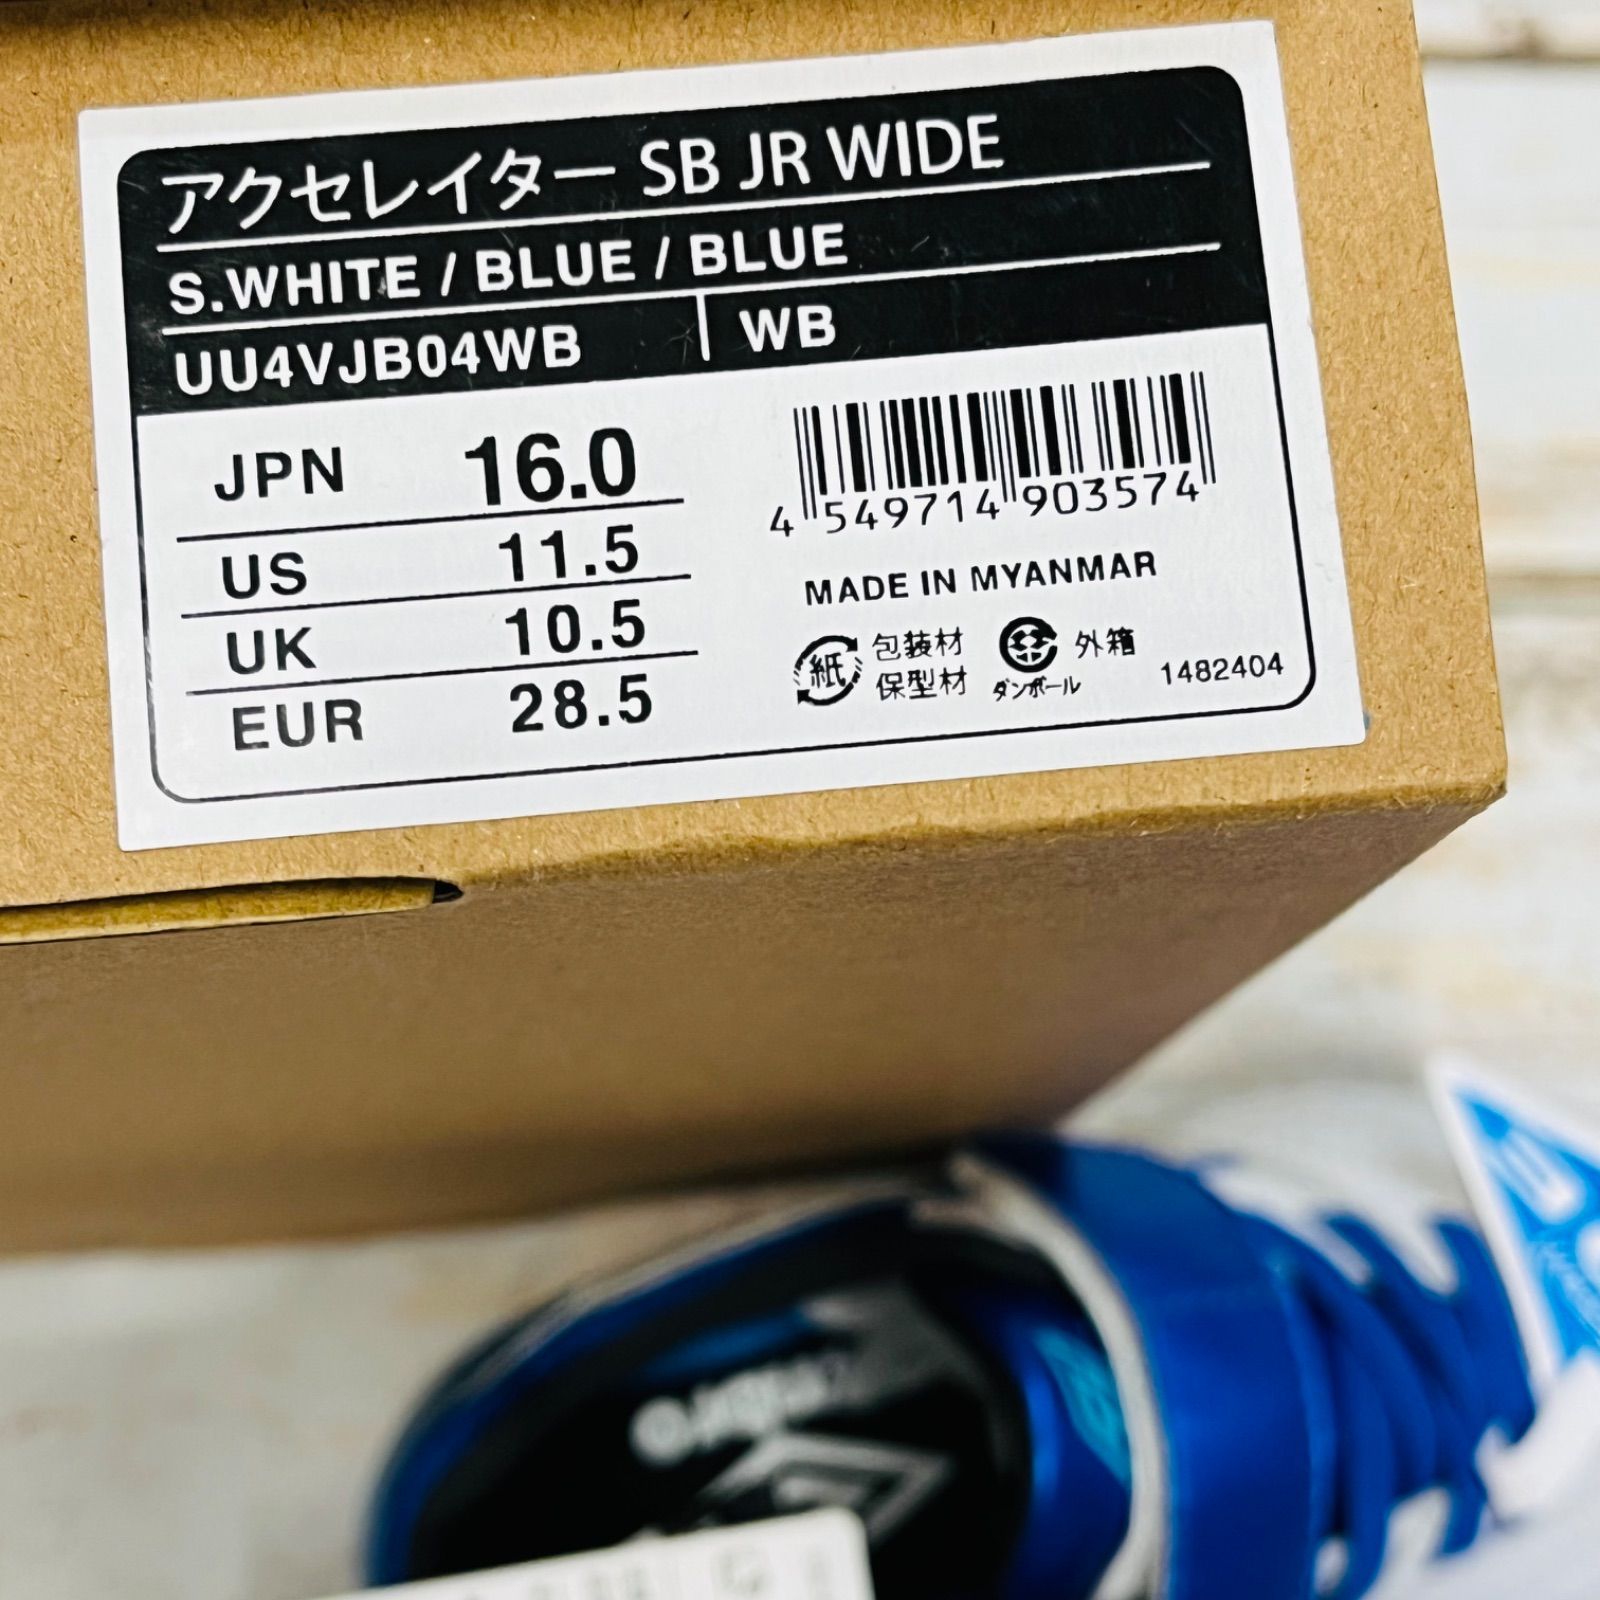 アクセレイター SB JR WIDE
S.WHITE / BLUE / BLUE
UU4VJB04WB WB
JPN 16.0
US 11.5
UK 10.5
EUR 28.5
4 549714 903574
MADE IN MYANMAR
紙 包装材
保型材
外箱
ダンボール
1482404
umbro